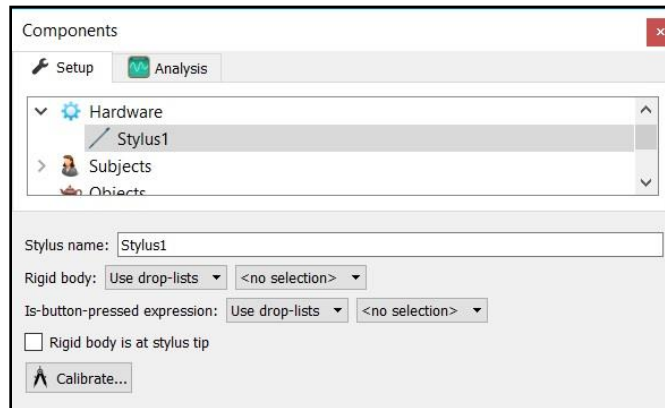 Components
Setup Analysis
Hardware
Stylus1
Subjects
Objects
Stylus name: Stylus1
Rigid body: Use drop-lists <no selection>
Is-button-pressed expression: Use drop-lists <no selection>
Rigid body is at stylus tip
Calibrate...